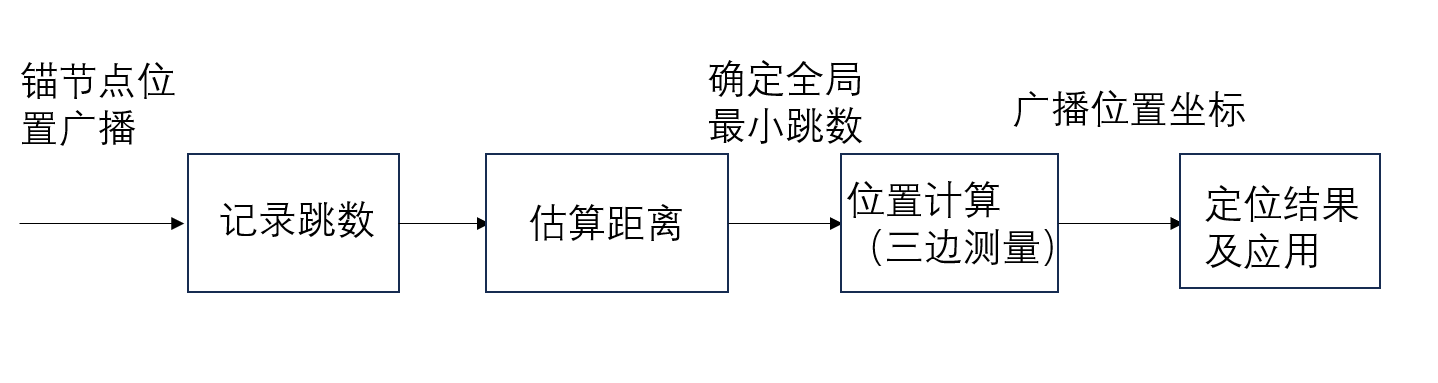 锚节点位
置广播
记录跳数
估算距离
确定全局
最小跳数
位置计算
（三边测量）
广播位置坐标
定位结果
及应用